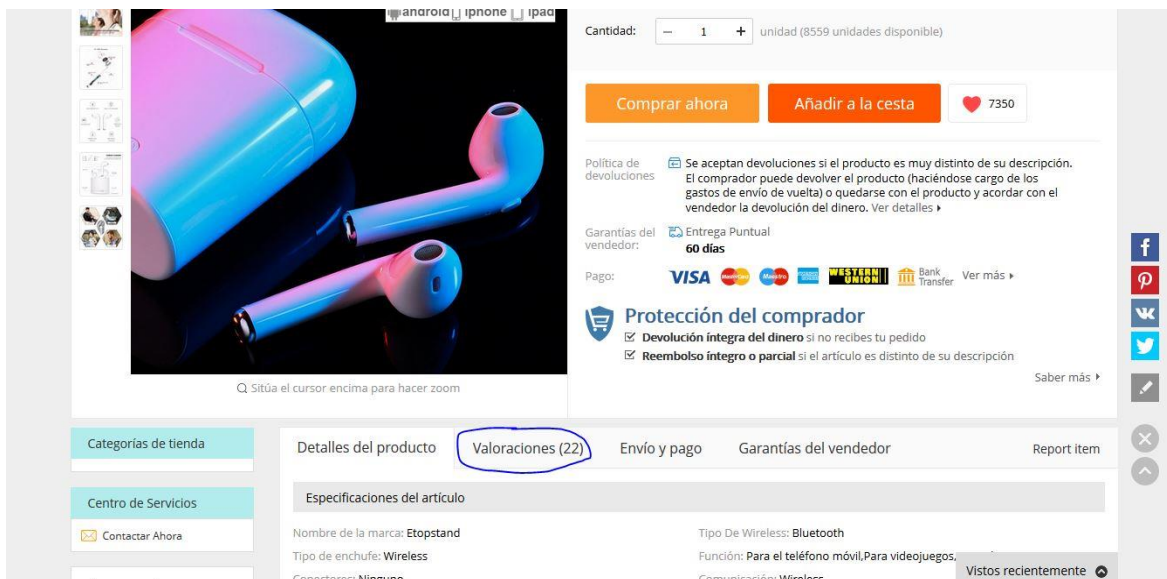 android iphone ipad
Cantidad: − 1 + unidad (8559 unidades disponible)
Comprar ahora
Añadir a la cesta
7350
Política de devoluciones
Se aceptan devoluciones si el producto es muy distinto de su descripción.
El comprador puede devolver el producto (haciéndose cargo de los
gastos de envío de vuelta) o quedarse con el producto y acordar con el
vendedor la devolución del dinero. Ver detalles
Garantías del vendedor:
Entrega Puntual
60 días
Pago:
VISA MasterCard Maestro WESTERN UNION Bank Transfer Ver más
Protección del comprador
Devolución íntegra del dinero si no recibes tu pedido
Reembolso íntegro o parcial si el artículo es distinto de su descripción
Saber más
Sitúa el cursor encima para hacer zoom
Categorías de tienda
Centro de Servicios
Contactar Ahora
Detalles del producto Valoraciones (22) Envío y pago Garantías del vendedor Report item
Especificaciones del artículo
Nombre de la marca: Etopstand Tipo De Wireless: Bluetooth
Tipo de enchufe: Wireless Función: Para el teléfono móvil,Para videojuegos,
Conectores: Ninguno Comunicación: Wireless
Vistos recientemente